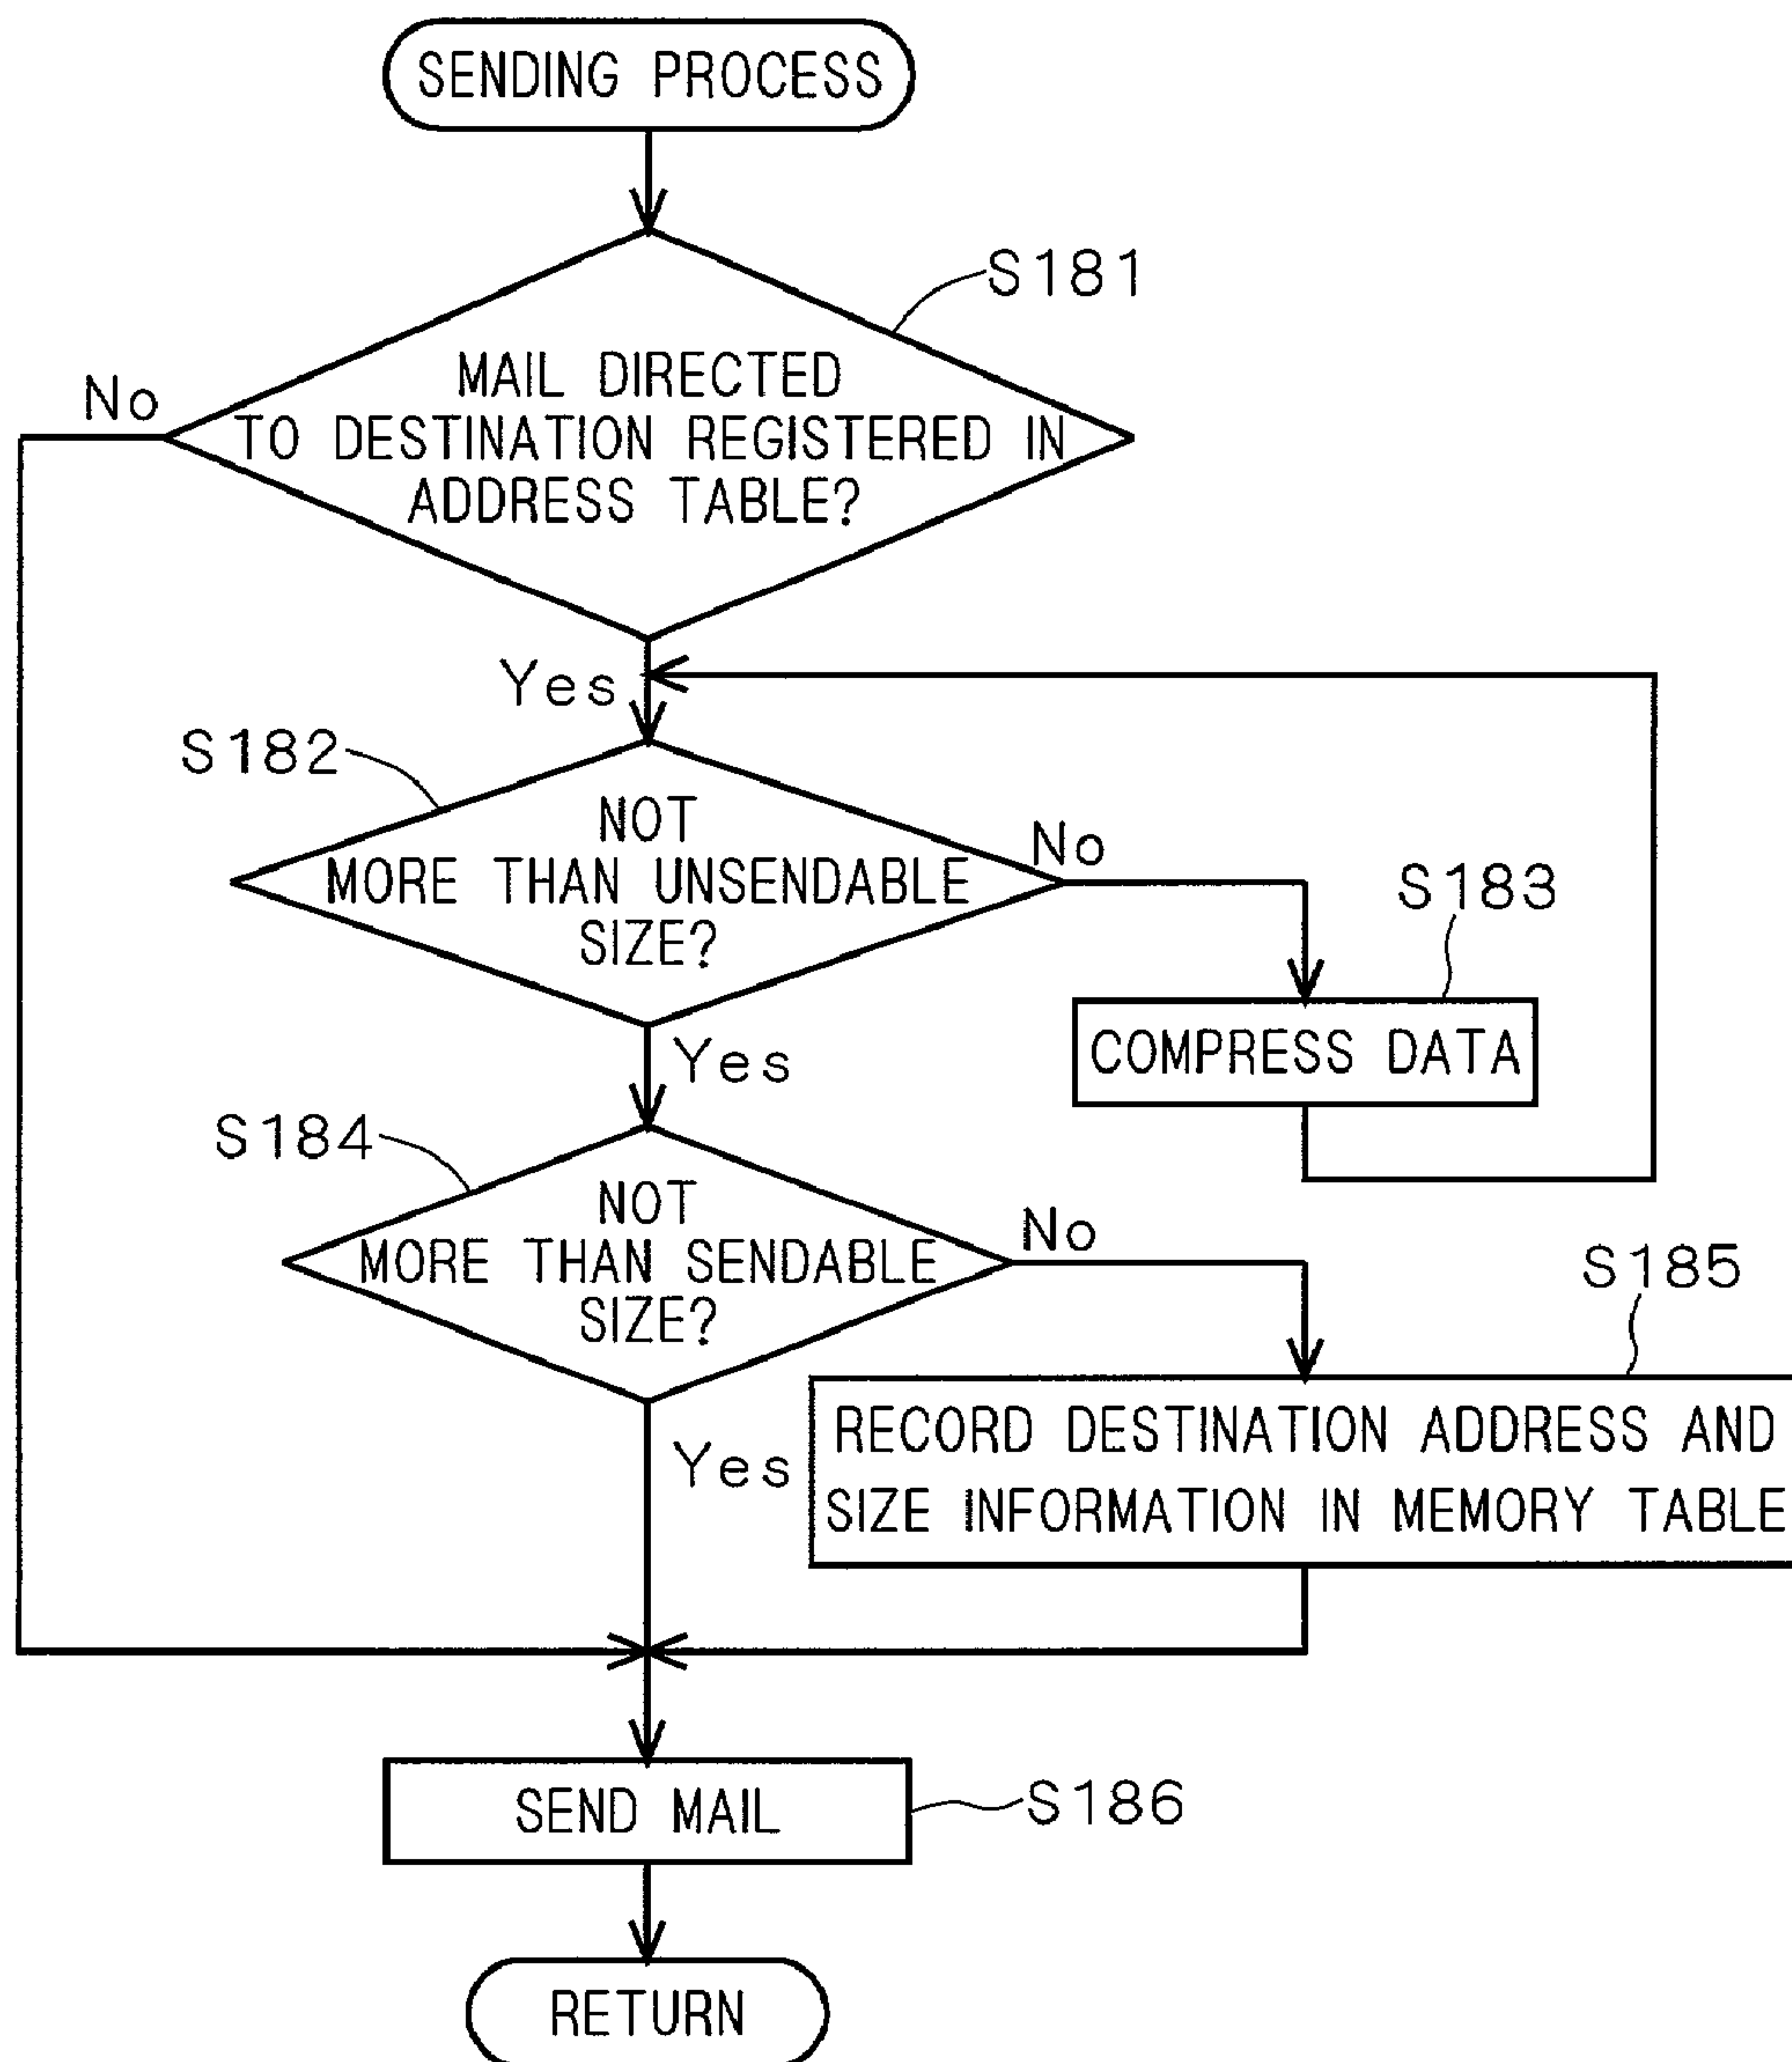 SENDING PROCESS
S181
MAIL DIRECTED
TO DESTINATION REGISTERED IN
ADDRESS TABLE?
No
Yes
S182
NOT
MORE THAN UNSENDABLE
SIZE?
No
S183
COMPRESS DATA
Yes
S184
NOT
MORE THAN SENDABLE
SIZE?
No
S185
RECORD DESTINATION ADDRESS AND
SIZE INFORMATION IN MEMORY TABLE
Yes
SEND MAIL
S186
RETURN